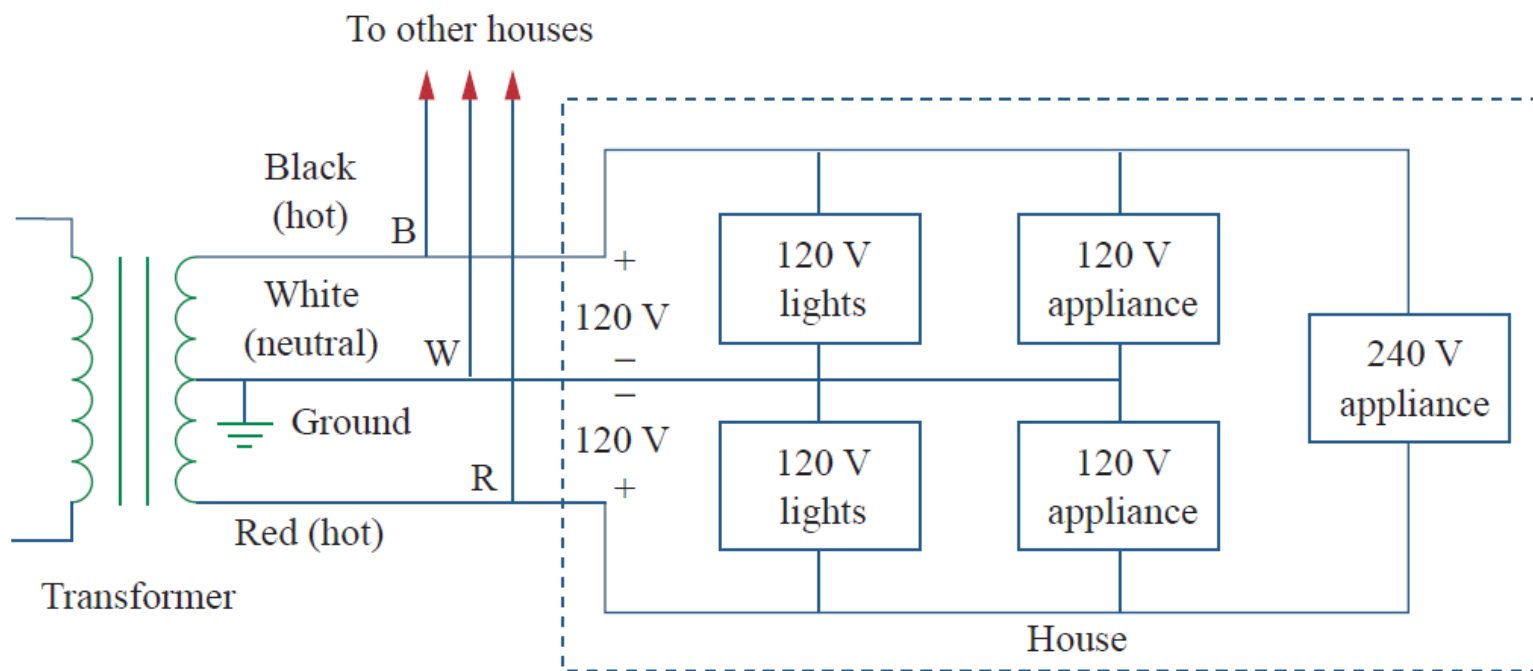 To other houses
Black
(hot)
B
White
(neutral)
W
Ground
R
Red (hot)
Transformer
+
120 V
−
−
120 V
+
120 V
lights
120 V
appliance
120 V
lights
120 V
appliance
240 V
appliance
House